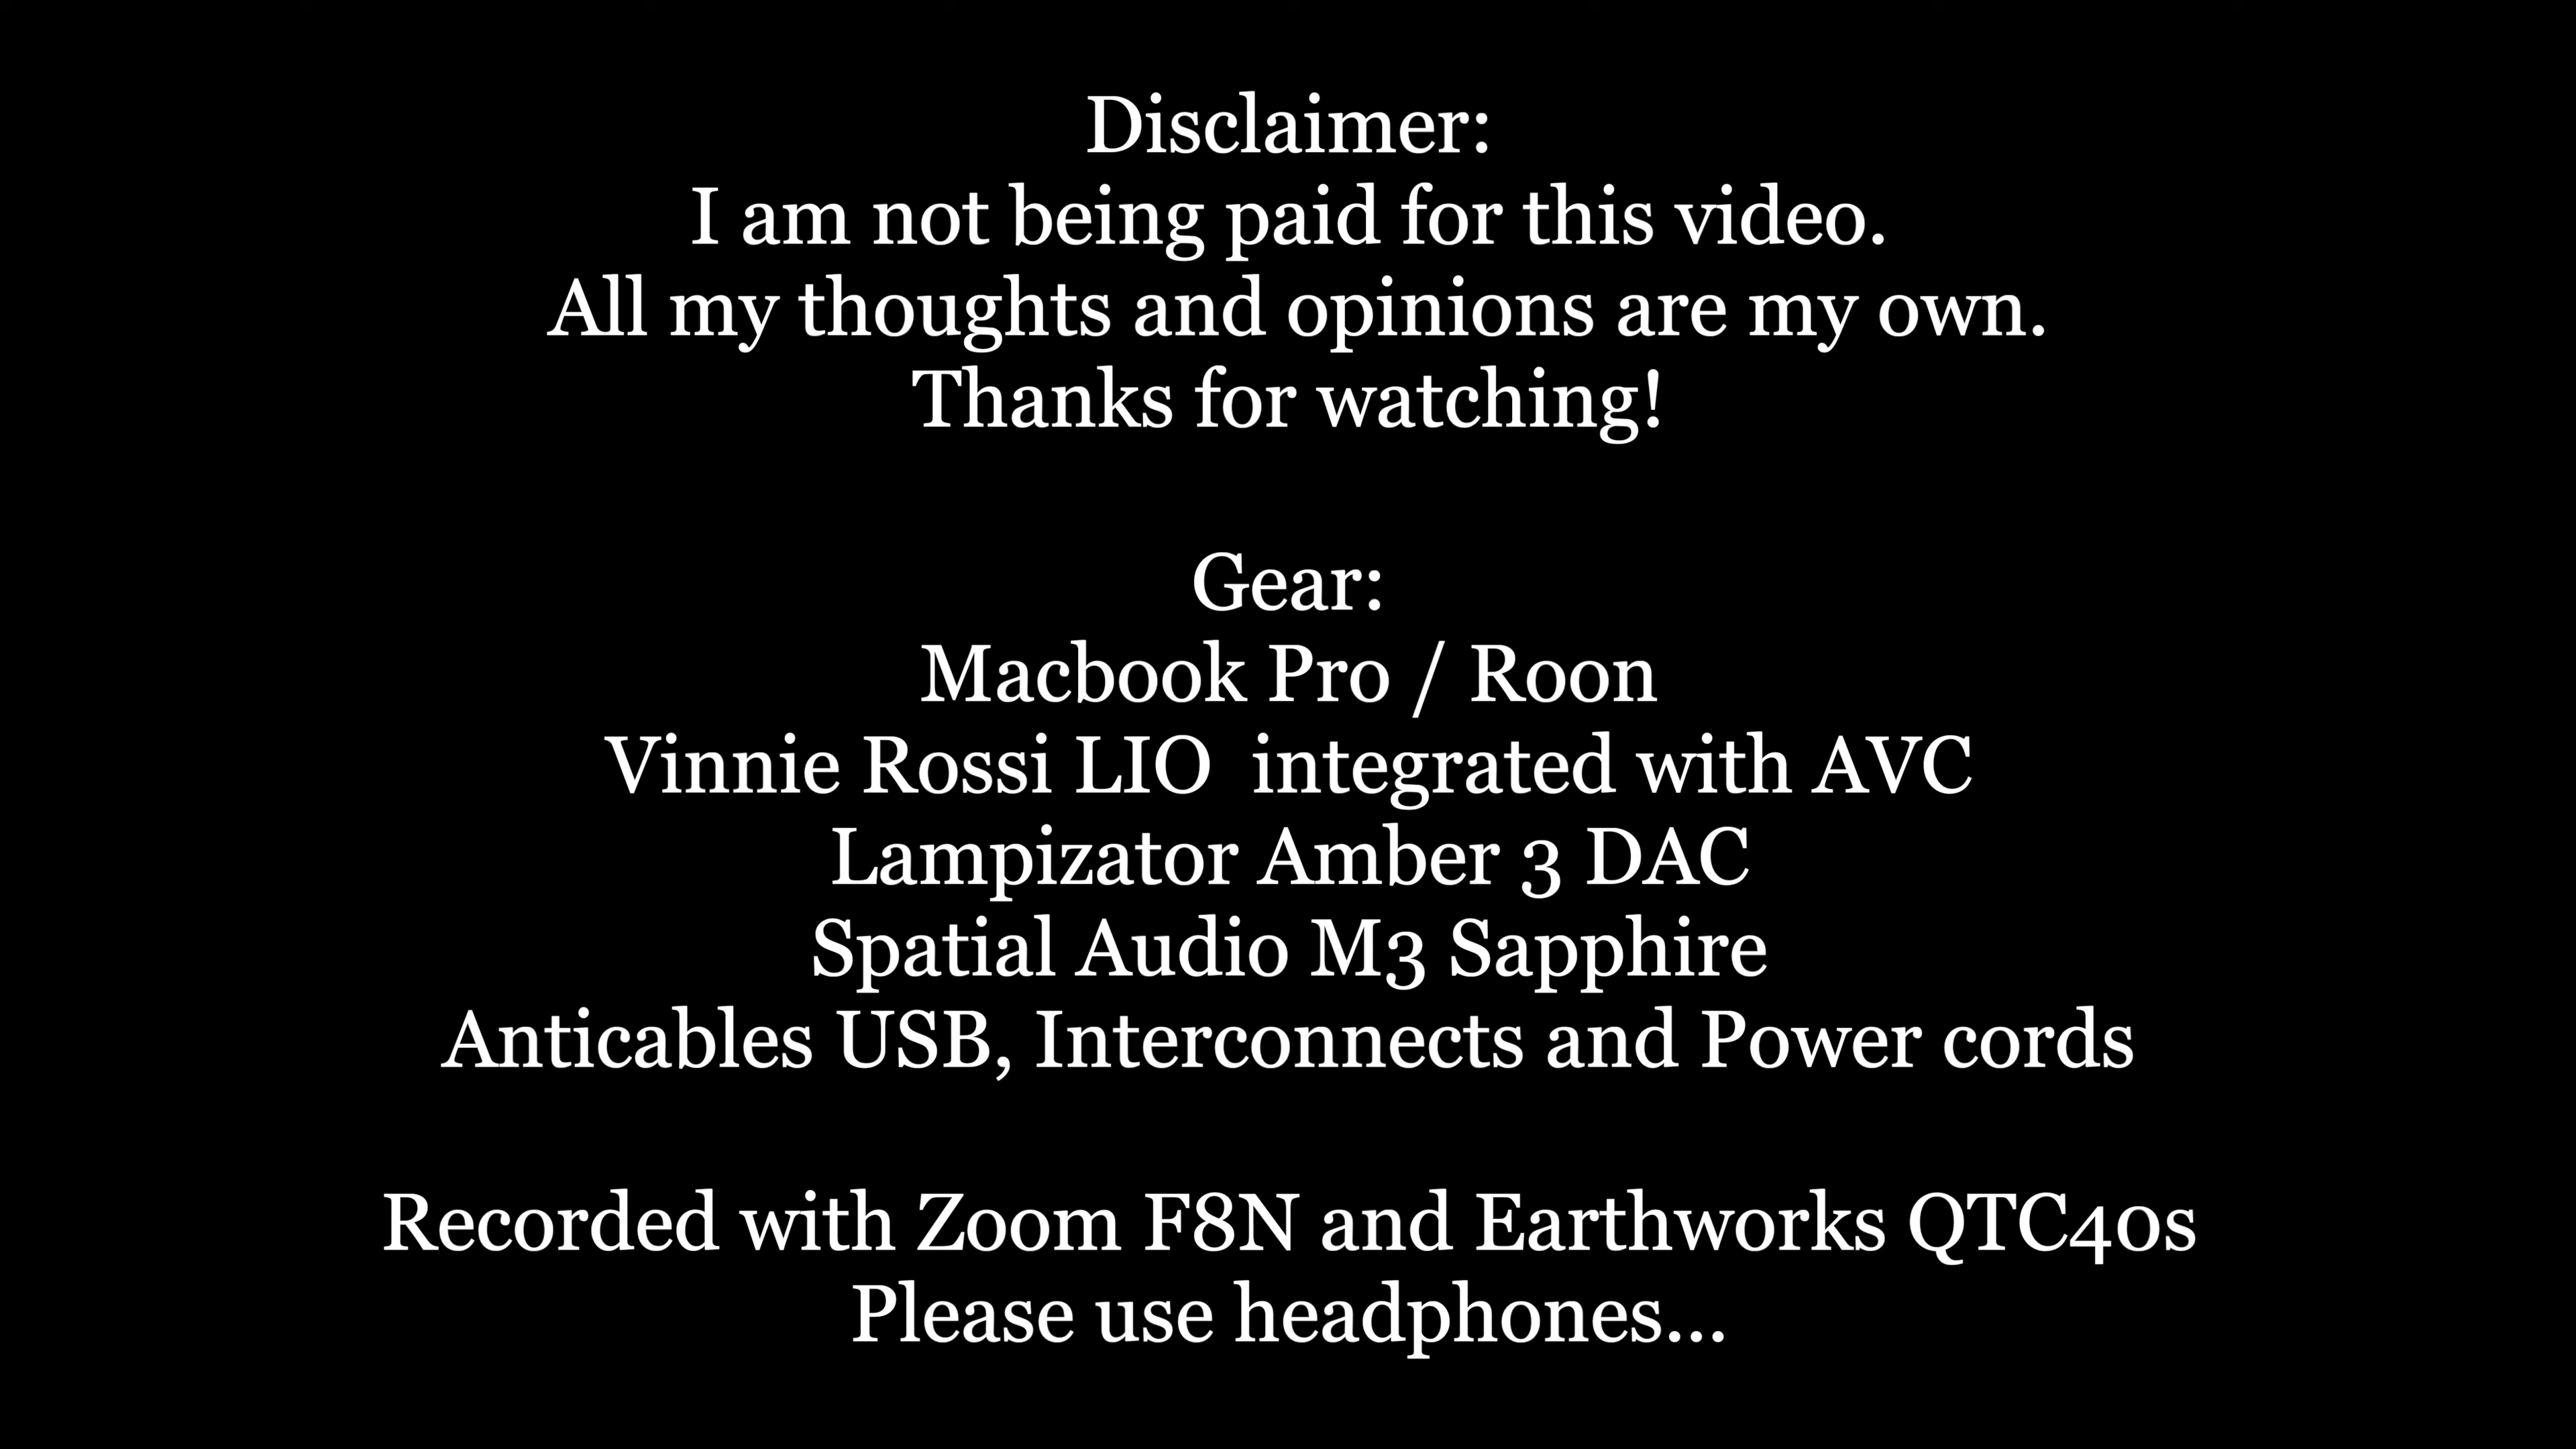 Disclaimer:
I am not being paid for this video.
All my thoughts and opinions are my own.
Thanks for watching!
Gear:
Macbook Pro / Roon
Vinnie Rossi LIO  integrated with AVC
Lampizator Amber 3 DAC
Spatial Audio M3 Sapphire
Anticables USB, Interconnects and Power cords
Recorded with Zoom F8N and Earthworks QTC40s
Please use headphones...